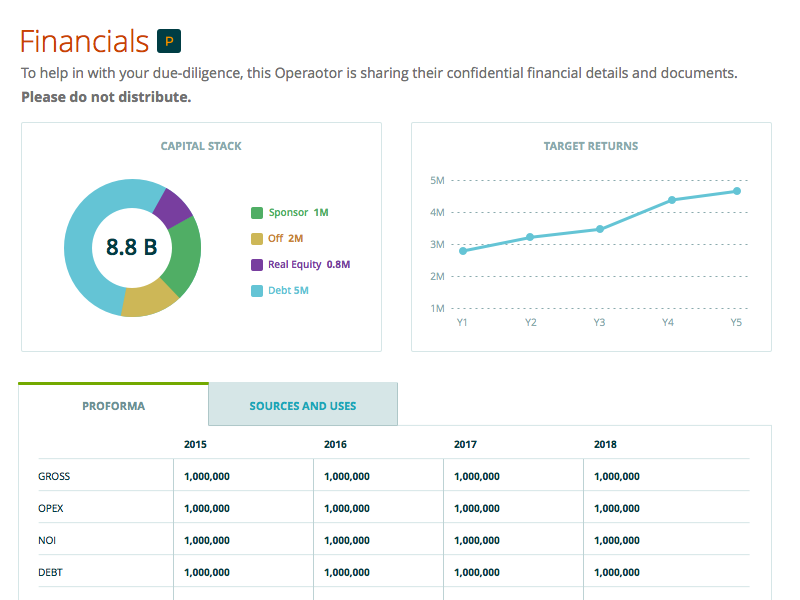 Financials P
To help in with your due-diligence, this Operaotor is sharing their confidential financial details and documents.
Please do not distribute.
CAPITAL STACK
8.8 B
Sponsor 1M
Off 2M
Real Equity 0.8M
Debt 5M
TARGET RETURNS
5M
4M
3M
2M
1M
Y1 Y2 Y3 Y4 Y5
PROFORMA SOURCES AND USES
2015 2016 2017 2018
GROSS 1,000,000 1,000,000 1,000,000 1,000,000
OPEX 1,000,000 1,000,000 1,000,000 1,000,000
NOI 1,000,000 1,000,000 1,000,000 1,000,000
DEBT 1,000,000 1,000,000 1,000,000 1,000,000